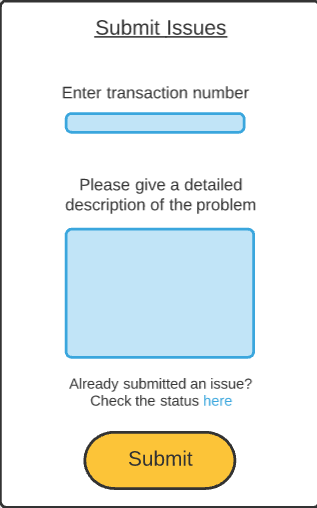 Submit Issues
Enter transaction number
Please give a detailed
description of the problem
Already submitted an issue?
Check the status here
Submit